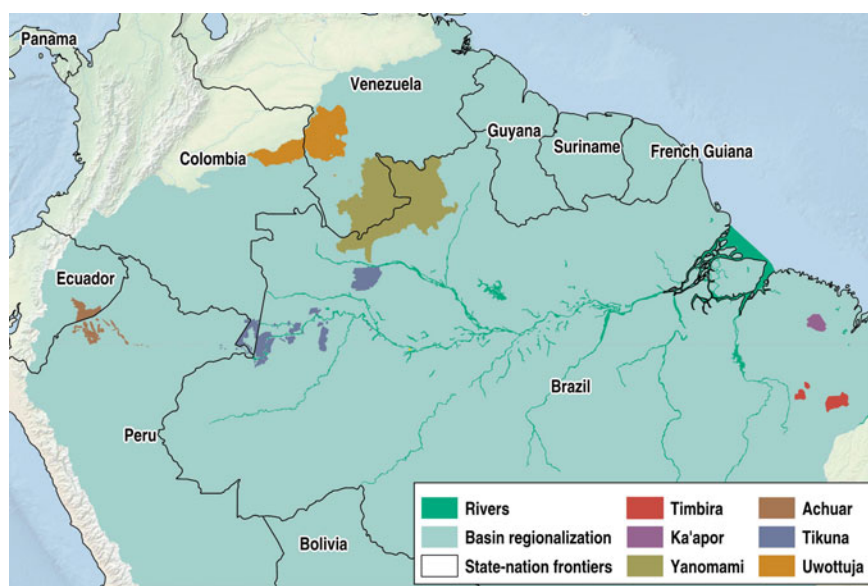 Panama
Venezuela
Guyana
Suriname
French Guiana
Colombia
Ecuador
Brazil
Peru
Bolivia
Rivers
Basin regionalization
State-nation frontiers
Timbira
Ka'apor
Yanomami
Achuar
Tikuna
Uwottuja